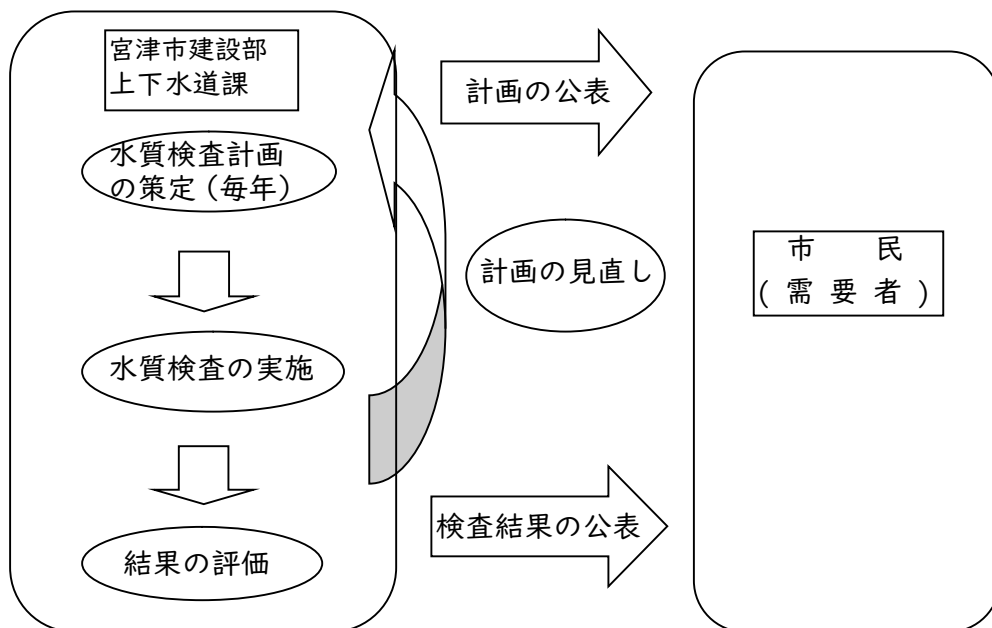 宮津市建設部
上下水道課
水質検査計画
の策定(毎年)
水質検査の実施
結果の評価
計画の公表
計画の見直し
検査結果の公表
市　　民
(需要者)